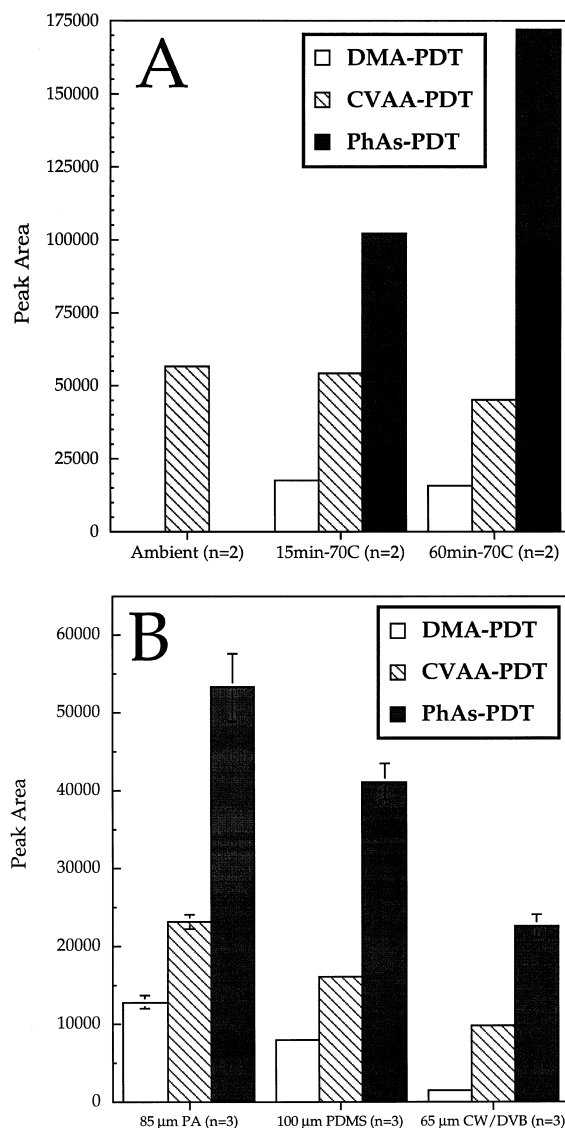 A
DMA-PDT
CVAA-PDT
PhAs-PDT
175000
150000
125000
100000
75000
50000
25000
0
Peak Area
Ambient (n=2) 15min-70C (n=2) 60min-70C (n=2)
B
DMA-PDT
CVAA-PDT
PhAs-PDT
60000
50000
40000
30000
20000
10000
0
Peak Area
85 µm PA (n=3) 100 µm PDMS (n=3) 65 µm CW/DVB (n=3)